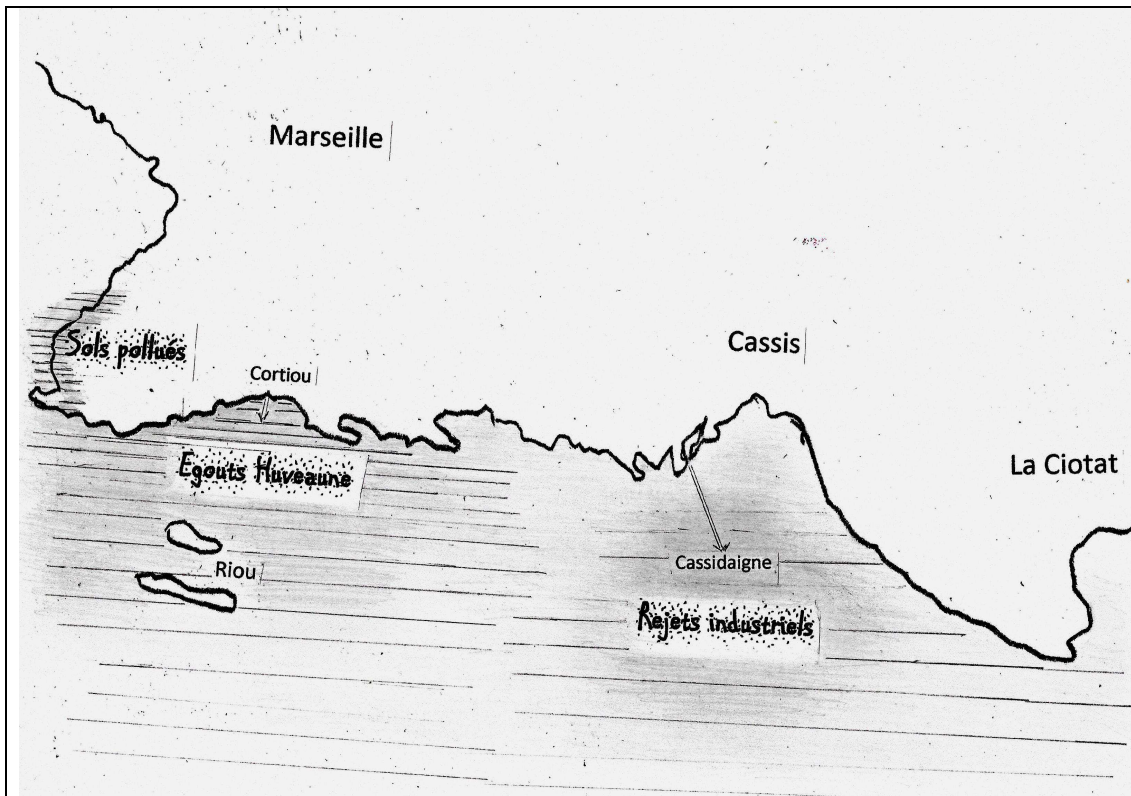 Marseille
Cassis
Sols pollués
Cortiou
La Ciotat
Egouts Huveaune
Cassidaigne
Riou
Rejets industriels